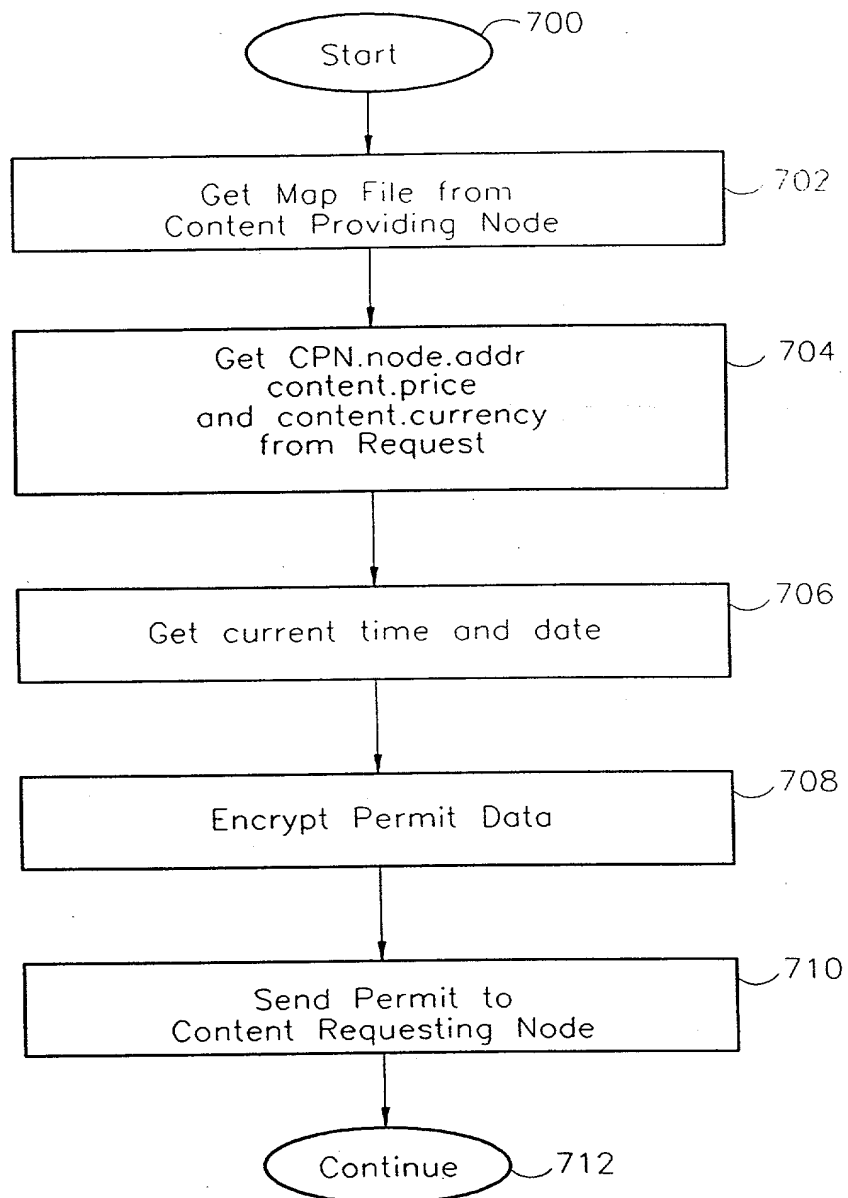 700
Start
702
Get Map File from
Content Providing Node
704
Get CPN.node.addr
content.price
and content.currency
from Request
706
Get current time and date
708
Encrypt Permit Data
710
Send Permit to
Content Requesting Node
Continue
712